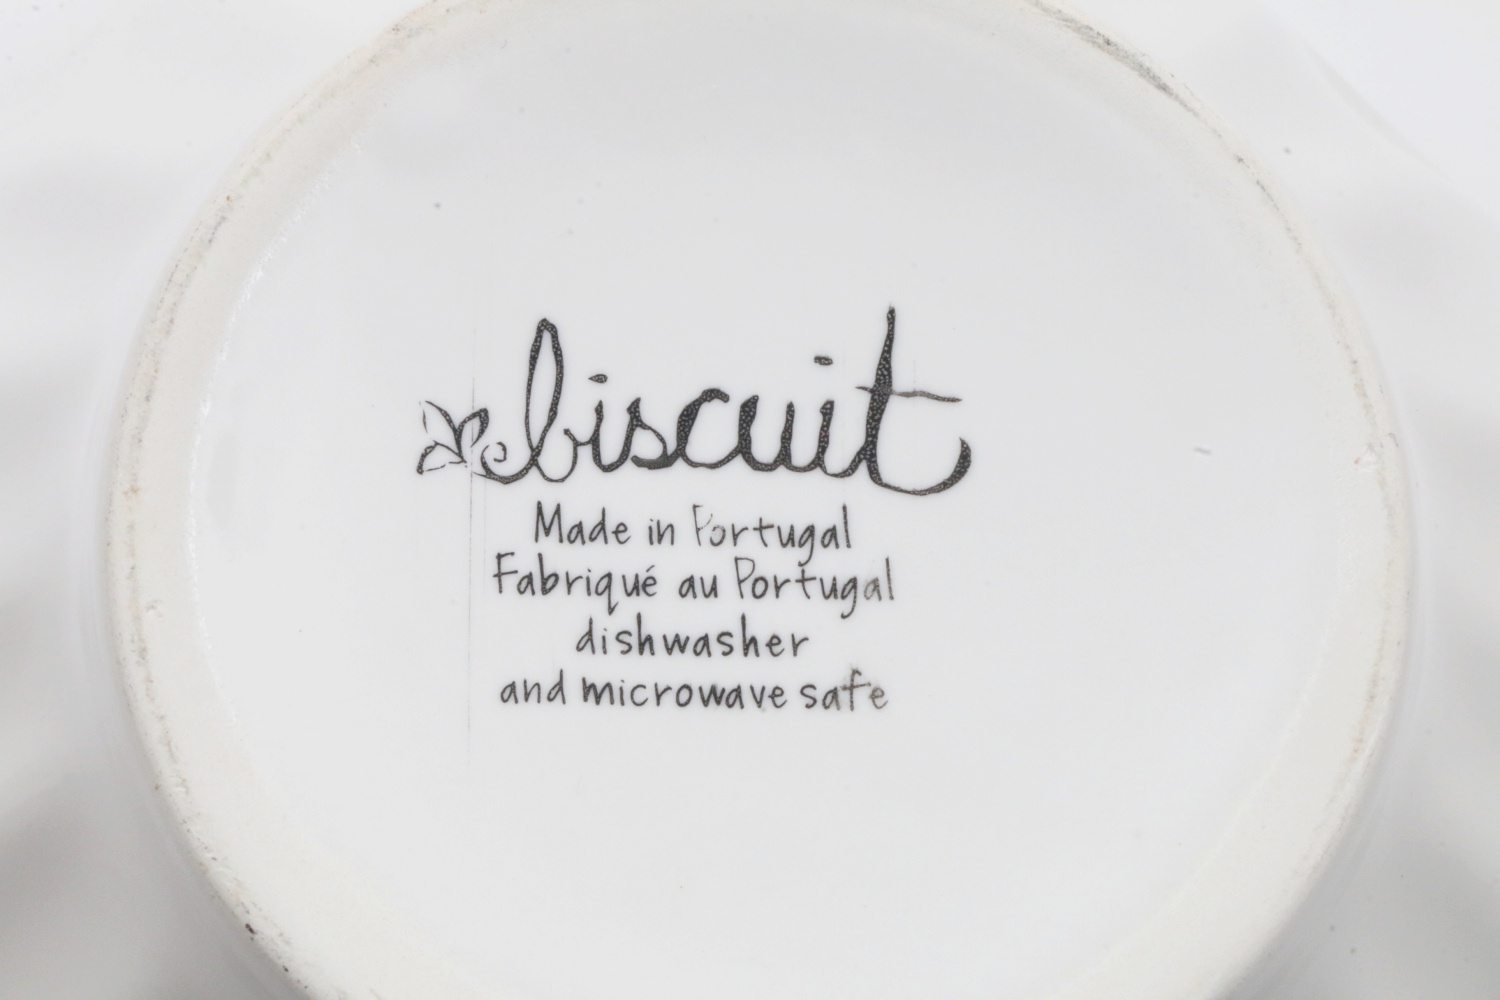 biscuit
Made in Portugal
Fabriqué au Portugal
dishwasher
and microwave safe